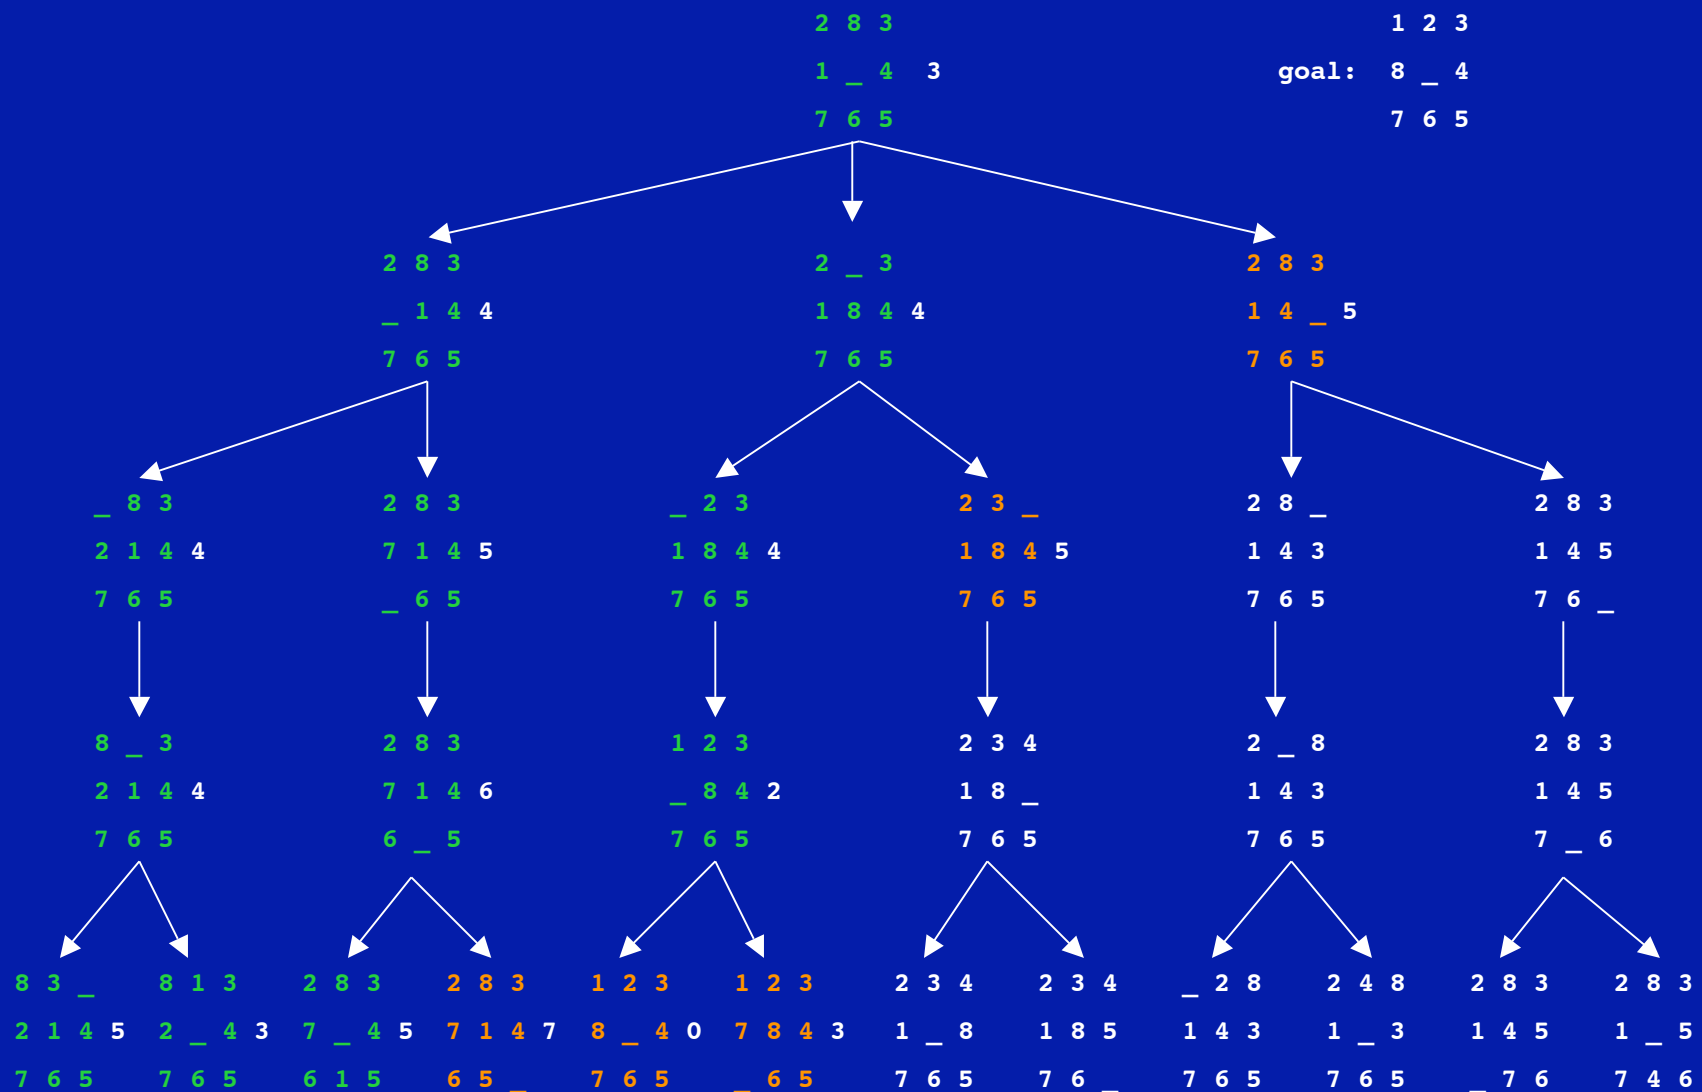 2 8 3 1 2 3
1 _ 4 3 goal: 8 _ 4
7 6 5 7 6 5
2 8 3 2 _ 3 2 8 3
_ 1 4 4 1 8 4 4 1 4 _ 5
7 6 5 7 6 5 7 6 5
_ 8 3 2 8 3 _ 2 3 2 3 _ 2 8 _ 2 8 3
2 1 4 4 7 1 4 5 1 8 4 4 1 8 4 5 1 4 3 1 4 5
7 6 5 _ 6 5 7 6 5 7 6 5 7 6 5 7 6 _
8 _ 3 2 8 3 1 2 3 2 3 4 2 _ 8 2 8 3
2 1 4 4 7 1 4 6 _ 8 4 2 1 8 _ 1 4 3 1 4 5
7 6 5 6 _ 5 7 6 5 7 6 5 7 6 5 7 _ 6
8 3 _ 8 1 3 2 8 3 2 8 3 1 2 3 1 2 3 2 3 4 2 3 4 _ 2 8 2 4 8 2 8 3 2 8 3
2 1 4 5 2 _ 4 3 7 _ 4 5 7 1 4 7 8 _ 4 0 7 8 4 3 1 _ 8 1 8 5 1 4 3 1 _ 3 1 4 5 1 _ 5
7 6 5 7 6 5 6 1 5 6 5 _ 7 6 5 _ 6 5 7 6 5 7 6 _ 7 6 5 7 6 5 _ 7 6 7 4 6